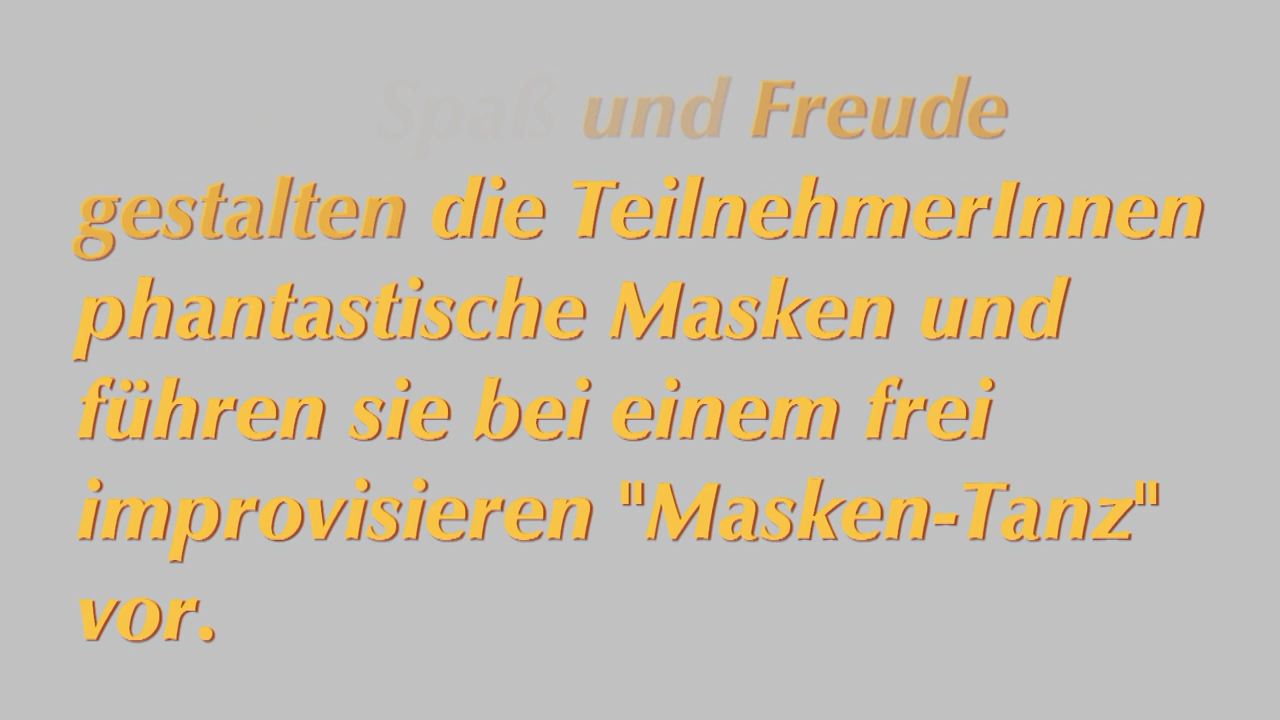 Spaß und Freude
gestalten die TeilnehmerInnen
phantastische Masken und
führen sie bei einem frei
improvisieren "Masken-Tanz"
vor.